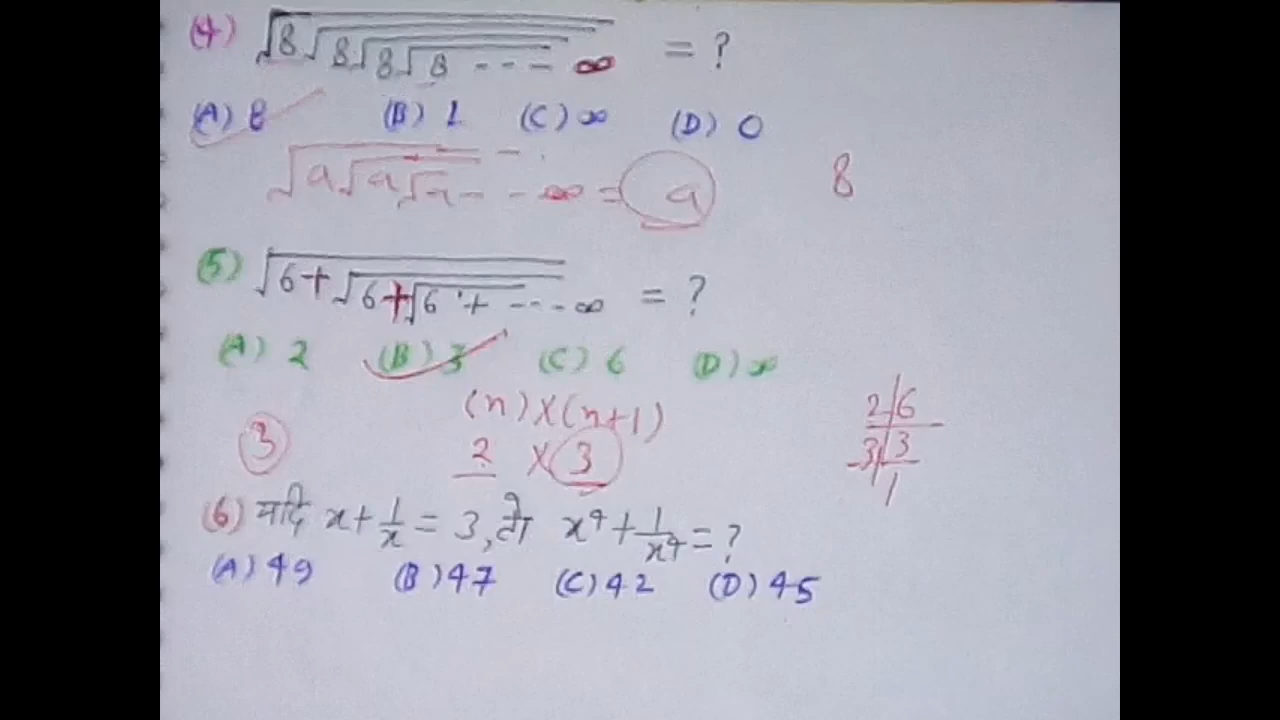 (4) √8√8√8√8 --- ∞ = ?
(A) 8 (B) 1 (C) ∞ (D) 0
√a√a√a-- - ∞ = a 8
(5) √6+√6+√6+ --- ∞ = ?
(A) 2 (B) 3 (C) 6 (D) ∞
(n)×(n+1) 2|6
3 2 × 3 3|3
1
(6) यदि x+1/x = 3, तो x⁴+1/x⁴ = ?
(A) 49 (B) 47 (C) 42 (D) 45